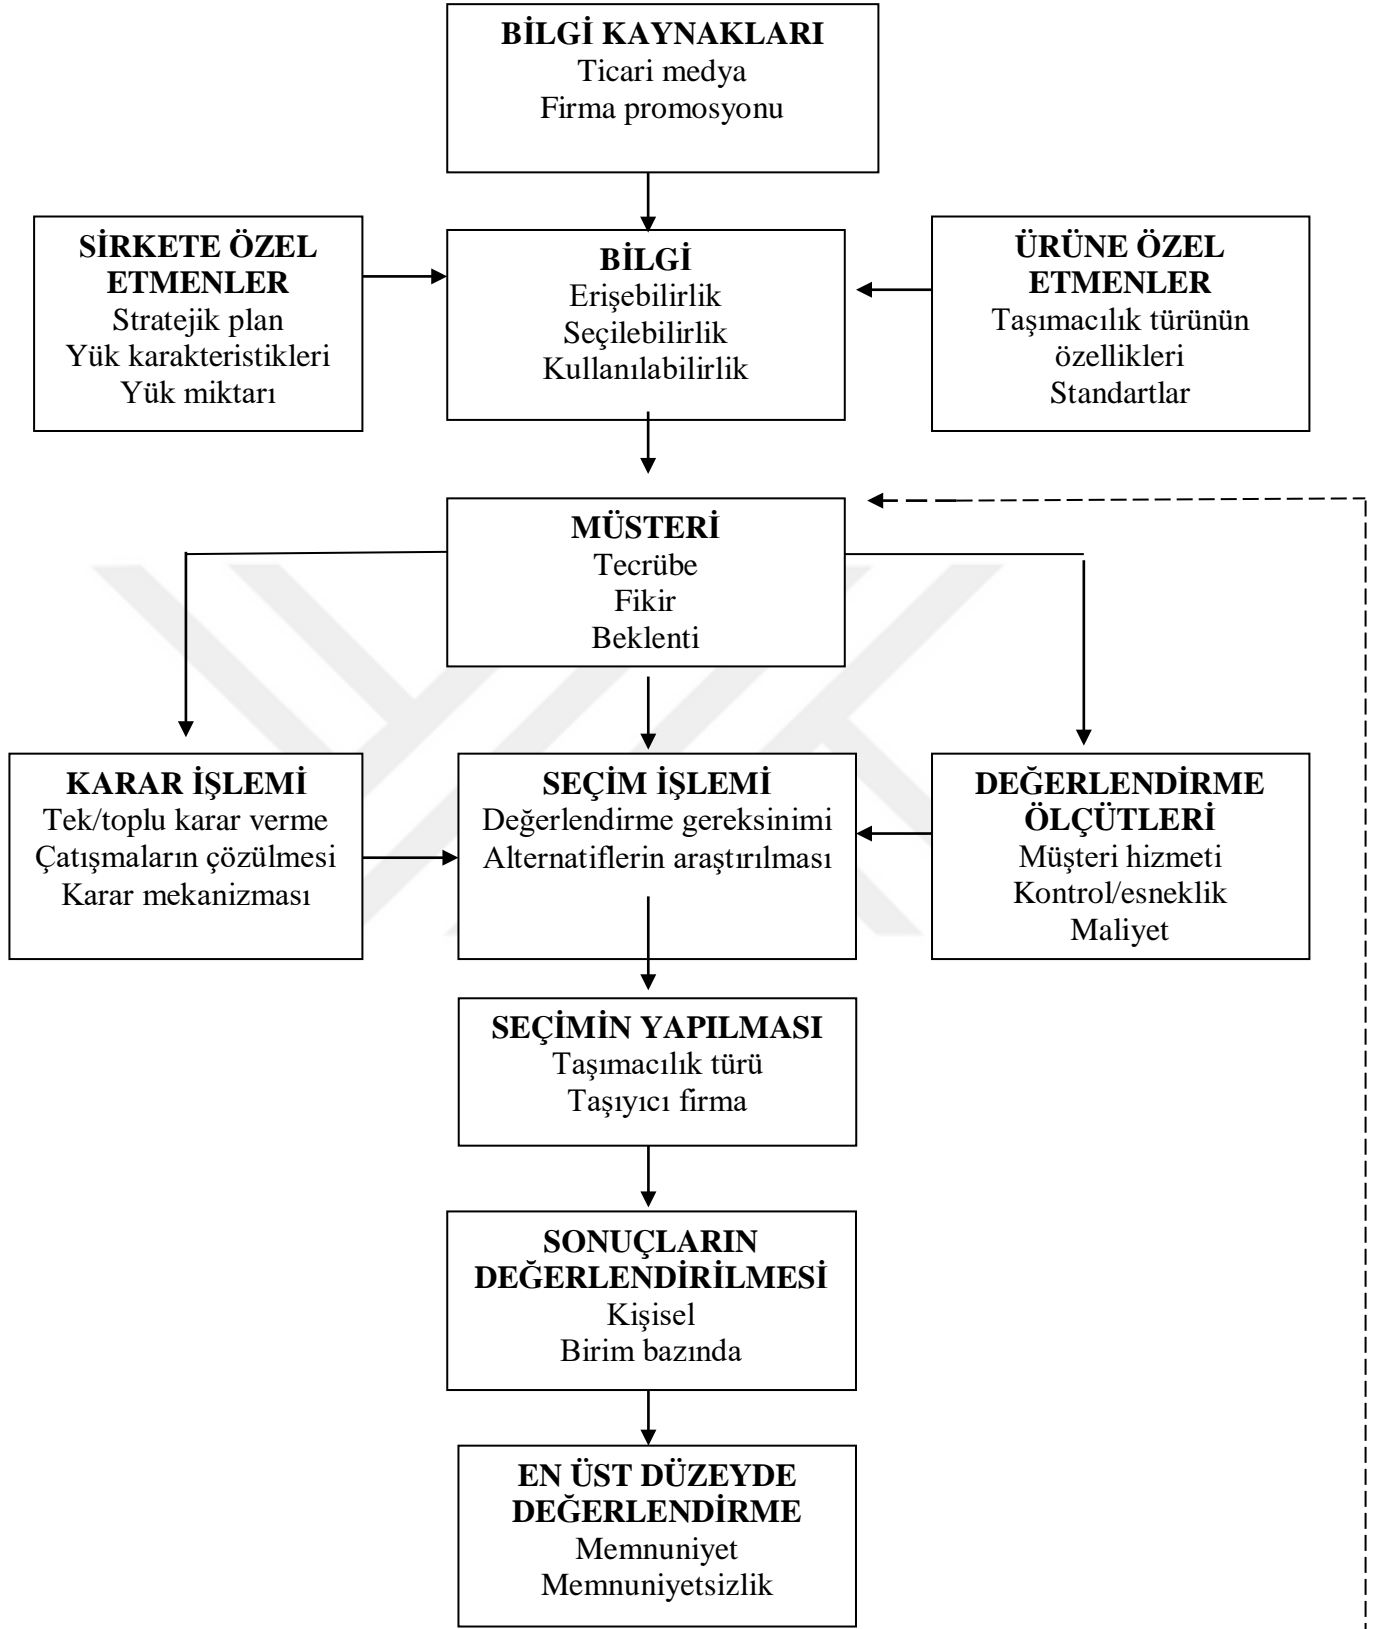 BİLGİ KAYNAKLARI
Ticari medya
Firma promosyonu
SİRKETE ÖZEL
ETMENLER
Stratejik plan
Yük karakteristikleri
Yük miktarı
BİLGİ
Erişebilirlik
Seçilebilirlik
Kullanılabilirlik
ÜRÜNE ÖZEL
ETMENLER
Taşımacılık türünün
özellikleri
Standartlar
MÜSTERİ
Tecrübe
Fikir
Beklenti
KARAR İŞLEMİ
Tek/toplu karar verme
Çatışmaların çözülmesi
Karar mekanizması
SEÇİM İŞLEMİ
Değerlendirme gereksinimi
Alternatiflerin araştırılması
DEĞERLENDİRME
ÖLÇÜTLERİ
Müşteri hizmeti
Kontrol/esneklik
Maliyet
SEÇİMİN YAPILMASI
Taşımacılık türü
Taşıyıcı firma
SONUÇLARIN
DEĞERLENDİRİLMESİ
Kişisel
Birim bazında
EN ÜST DÜZEYDE
DEĞERLENDİRME
Memnuniyet
Memnuniyetsizlik